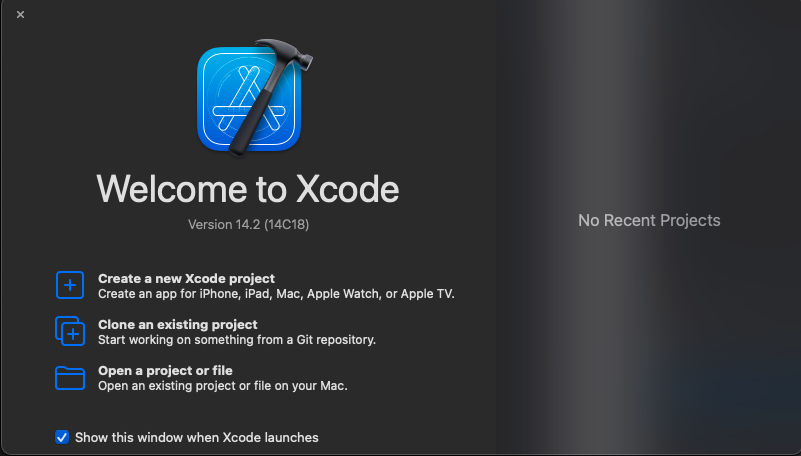 Welcome to Xcode
Version 14.2 (14C18)
Create a new Xcode project
Create an app for iPhone, iPad, Mac, Apple Watch, or Apple TV.
Clone an existing project
Start working on something from a Git repository.
Open a project or file
Open an existing project or file on your Mac.
Show this window when Xcode launches
No Recent Projects